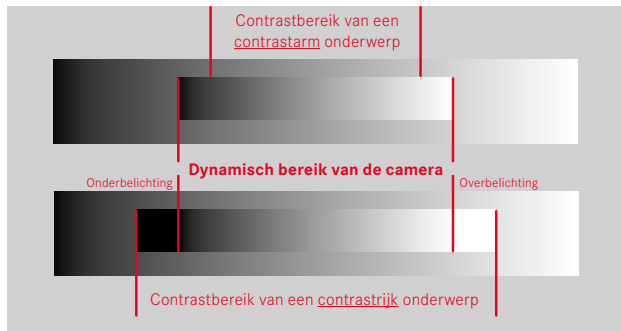 Contrastbereik van een
contrastarm onderwerp
Dynamisch bereik van de camera
Onderbelichting
Overbelichting
Contrastbereik van een contrastrijk onderwerp